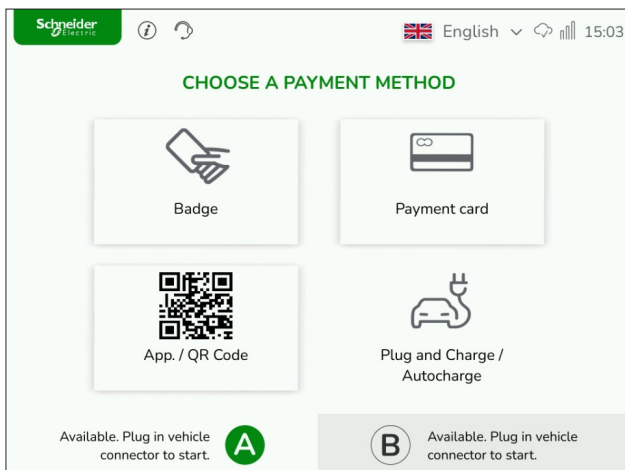 Schneider
Electric
English
15:03
CHOOSE A PAYMENT METHOD
Badge
Payment card
App. / QR Code
Plug and Charge /
Autocharge
Available. Plug in vehicle
connector to start.
A
B
Available. Plug in vehicle
connector to start.